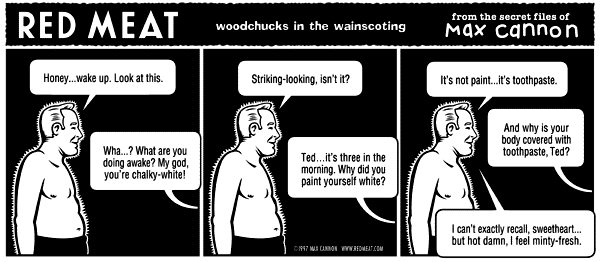 RED MEAT
woodchucks in the wainscoting
from the secret files of
Max cannon
Honey...wake up. Look at this.
Wha...? What are you
doing awake? My god,
you're chalky-white!
Striking-looking, isn't it?
Ted...it's three in the
morning. Why did you
paint yourself white?
©1997 MAX CANNON WWW.REDMEAT.COM
It's not paint...it's toothpaste.
And why is your
body covered with
toothpaste, Ted?
I can't exactly recall, sweetheart...
but hot damn, I feel minty-fresh.